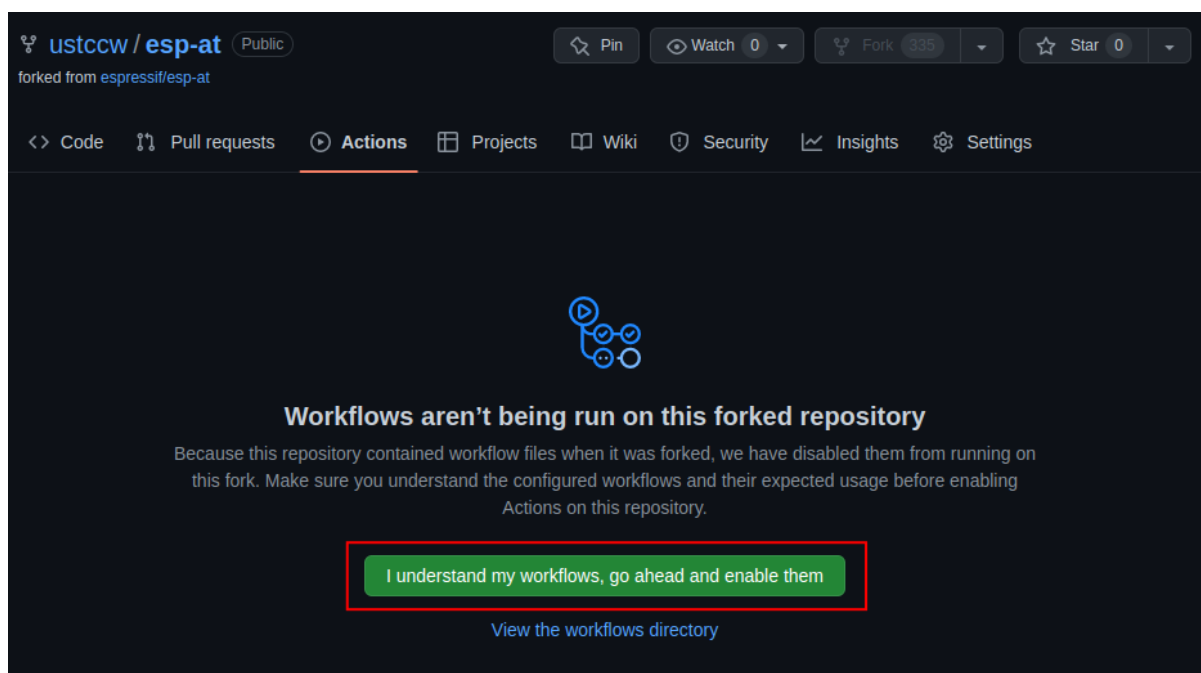 ustccw / esp-at Public Pin Watch 0 Fork 335 Star 0
forked from espressif/esp-at
Code Pull requests Actions Projects Wiki Security Insights Settings
Workflows aren’t being run on this forked repository
Because this repository contained workflow files when it was forked, we have disabled them from running on
this fork. Make sure you understand the configured workflows and their expected usage before enabling
Actions on this repository.
I understand my workflows, go ahead and enable them
View the workflows directory